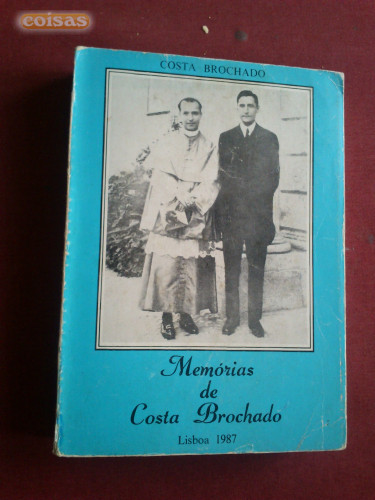 coisas
COSTA BROCHADO
Memórias
de
Costa Brochado
Lisboa 1987